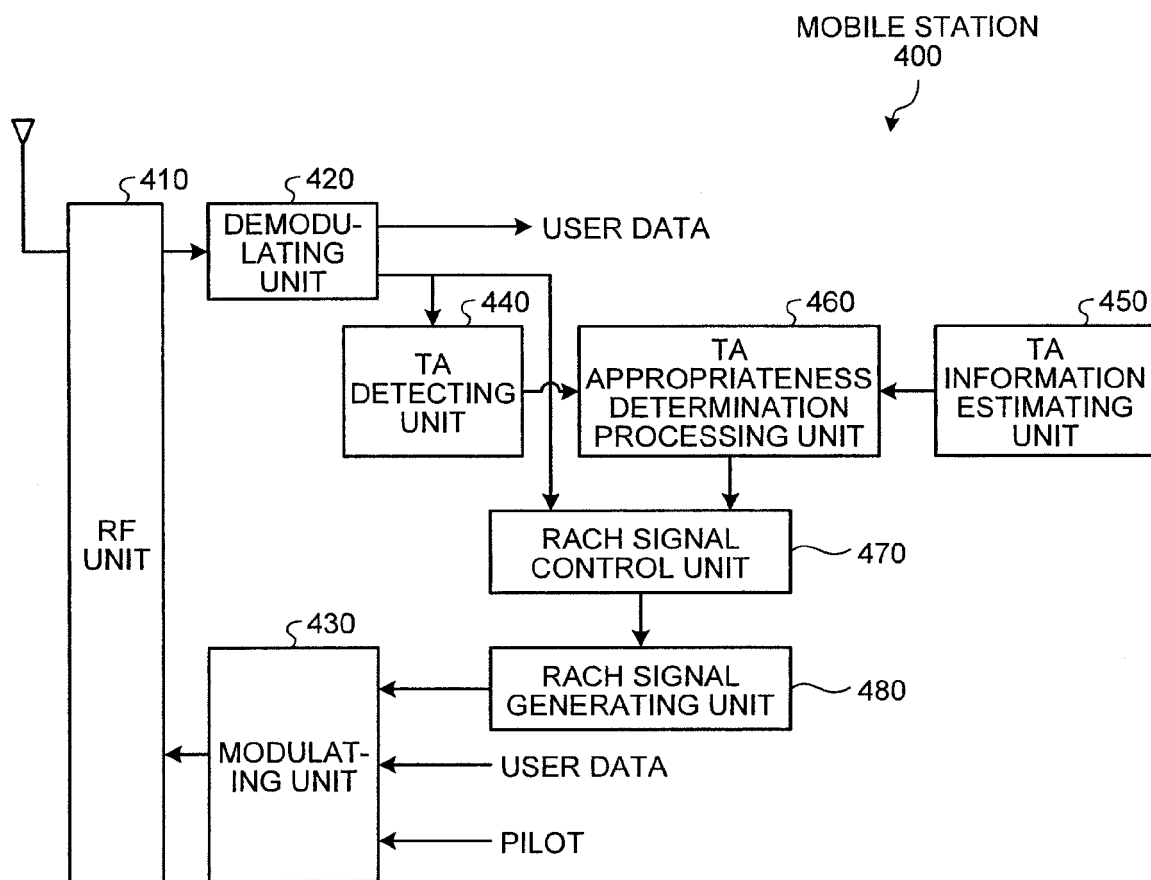 MOBILE STATION
400
410
420
DEMODU-
LATING
UNIT
USER DATA
440
TA
DETECTING
UNIT
460
TA
APPROPRIATENESS
DETERMINATION
PROCESSING UNIT
450
TA
INFORMATION
ESTIMATING
UNIT
RF
UNIT
RACH SIGNAL
CONTROL UNIT
470
430
MODULAT-
ING UNIT
RACH SIGNAL
GENERATING UNIT
480
USER DATA
PILOT